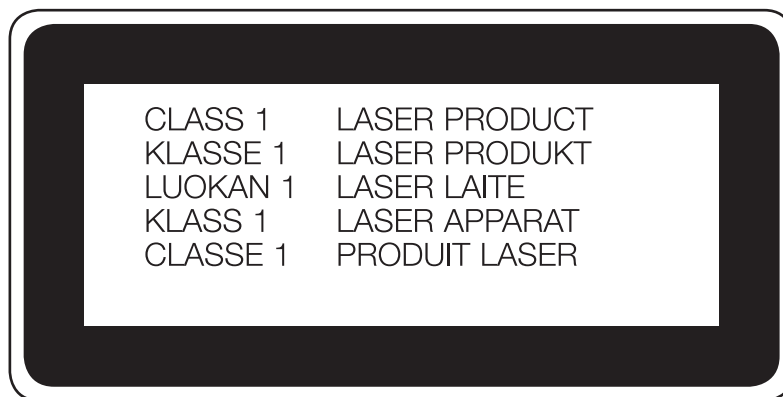 CLASS 1 LASER PRODUCT
KLASSE 1 LASER PRODUKT
LUOKAN 1 LASER LAITE
KLASS 1 LASER APPARAT
CLASSE 1 PRODUIT LASER